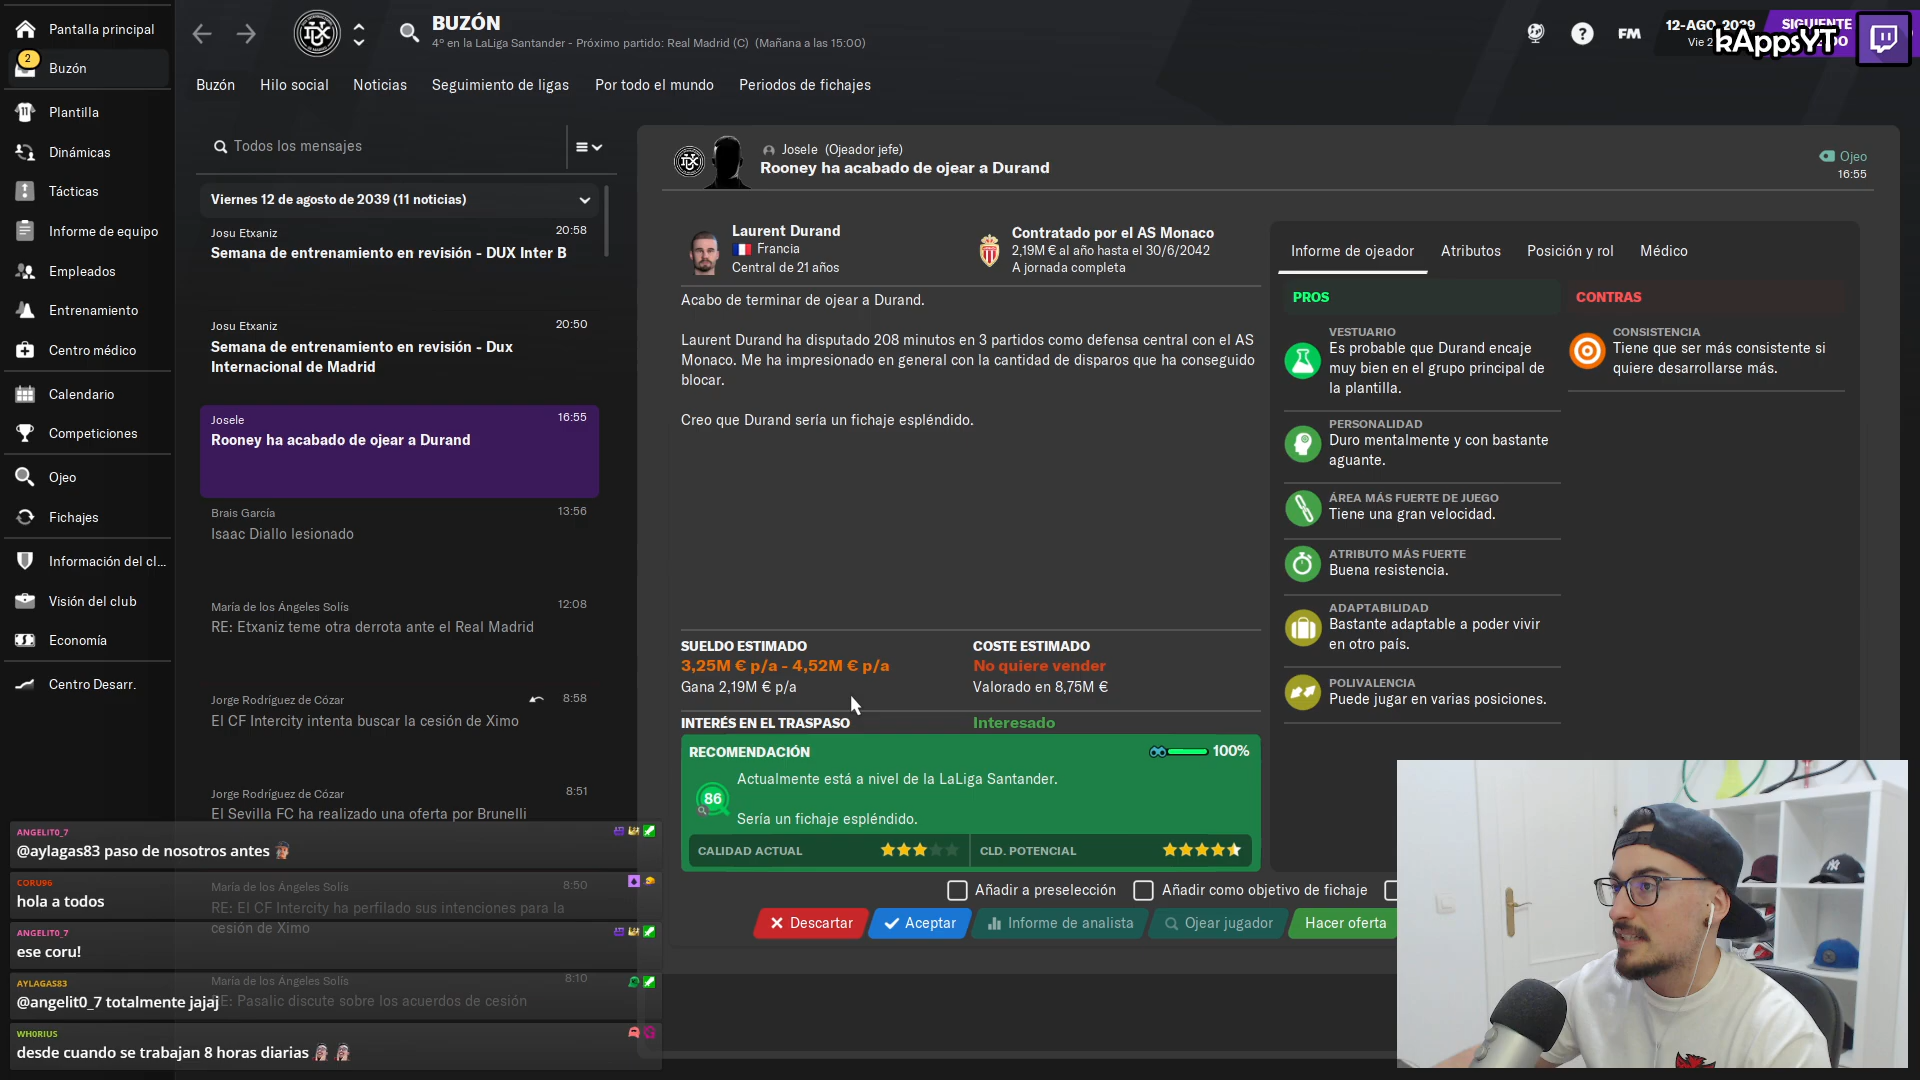 Pantalla principal
2
Buzón
Plantilla
Dinámicas
Tácticas
Informe de equipo
Empleados
Entrenamiento
Centro médico
Calendario
Competiciones
Ojeo
Fichajes
Información del cl...
Visión del club
Economía
Centro Desarr.
BUZÓN
4º en la LaLiga Santander - Próximo partido: Real Madrid (C) (Mañana a las 15:00)
FM
12-AGO. 2039
Vie
SIGUIENTE
kAppsYT
Buzón
Hilo social
Noticias
Seguimiento de ligas
Por todo el mundo
Periodos de fichajes
Todos los mensajes
Viernes 12 de agosto de 2039 (11 noticias)
Josu Etxaniz 20:58
Semana de entrenamiento en revisión - DUX Inter B
Josu Etxaniz 20:50
Semana de entrenamiento en revisión - Dux
Internacional de Madrid
Josele 16:55
Rooney ha acabado de ojear a Durand
Brais García 13:56
Isaac Diallo lesionado
María de los Ángeles Solís 12:08
RE: Etxaniz teme otra derrota ante el Real Madrid
Jorge Rodríguez de Cózar 8:58
El CF Intercity intenta buscar la cesión de Ximo
Jorge Rodríguez de Cózar 8:51
El Sevilla FC ha realizado una oferta por Brunelli
ANGELIT0_7
@aylagas83 paso de nosotros antes
CORU96
hola a todos
María de los Ángeles Solís 8:50
RE: El CF Intercity ha perfilado sus intenciones para la
cesión de Ximo
ANGELIT0_7
ese coru!
María de los Ángeles Solís 8:10
RE: Pasalic discute sobre los acuerdos de cesión
AYLAGAS83
@angelit0_7 totalmente jajaj
WH0RIUS
desde cuando se trabajan 8 horas diarias
Josele (Ojeador jefe)
Rooney ha acabado de ojear a Durand
Ojeo
16:55
Laurent Durand
Francia
Central de 21 años
Contratado por el AS Monaco
2,19M € al año hasta el 30/6/2042
A jornada completa
Acabo de terminar de ojear a Durand.
Laurent Durand ha disputado 208 minutos en 3 partidos como defensa central con el AS
Monaco. Me ha impresionado en general con la cantidad de disparos que ha conseguido
blocar.
Creo que Durand sería un fichaje espléndido.
SUELDO ESTIMADO
3,25M € p/a - 4,52M € p/a
Gana 2,19M € p/a
COSTE ESTIMADO
No quiere vender
Valorado en 8,75M €
INTERÉS EN EL TRASPASO
Interesado
RECOMENDACIÓN
100%
86
Actualmente está a nivel de la LaLiga Santander.
Sería un fichaje espléndido.
CALIDAD ACTUAL
CLD. POTENCIAL
Añadir a preselección
Añadir como objetivo de fichaje
Descartar
Aceptar
Informe de analista
Ojear jugador
Hacer oferta
Informe de ojeador
Atributos
Posición y rol
Médico
PROS
VESTUARIO
Es probable que Durand encaje
muy bien en el grupo principal de
la plantilla.
PERSONALIDAD
Duro mentalmente y con bastante
aguante.
ÁREA MÁS FUERTE DE JUEGO
Tiene una gran velocidad.
ATRIBUTO MÁS FUERTE
Buena resistencia.
ADAPTABILIDAD
Bastante adaptable a poder vivir
en otro país.
POLIVALENCIA
Puede jugar en varias posiciones.
CONTRAS
CONSISTENCIA
Tiene que ser más consistente si
quiere desarrollarse más.